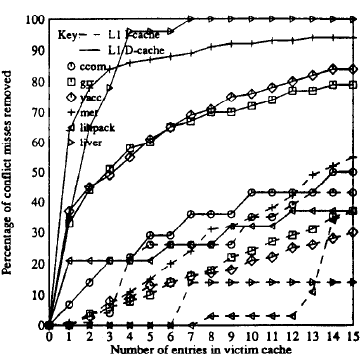 100
90
80
70
60
50
40
30
20
10
0
Percentage of conflict misses removed
Key
L1 I-cache
L1 D-cache
ccom
grr
yacc
met
linpack
liver
0 1 2 3 4 5 6 7 8 9 10 11 12 13 14 15
Number of entries in victim cache